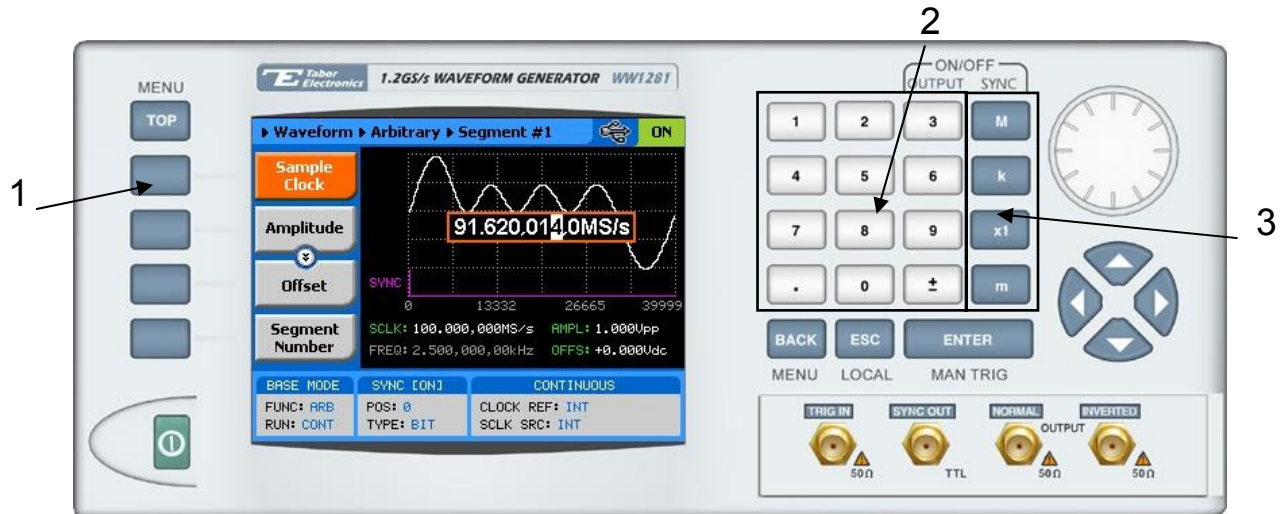 2
ON/OFF
OUTPUT SYNC
Tabor Electronics 1.2GS/s WAVEFORM GENERATOR WW1281
MENU
TOP
1
3
Waveform Arbitrary Segment #1 ON
Sample Clock
Amplitude
Offset
Segment Number
91.620,014,0MS/s
SYNC
0 13332 26665 39999
SCLK: 100.000,000MS/s AMPL: 1.000Vpp
FREQ: 2.500,000,00kHz OFFS: +0.000Vdc
BASE MODE SYNC [ON] CONTINUOUS
FUNC: ARB POS: 0 CLOCK REF: INT
RUN: CONT TYPE: BIT SCLK SRC: INT
1 2 3 M
4 5 6 k
7 8 9 x1
. 0 ± m
BACK ESC ENTER
MENU LOCAL MAN TRIG
TRIG IN SYNC OUT NORMAL INVERTED
OUTPUT
50Ω TTL 50Ω 50Ω